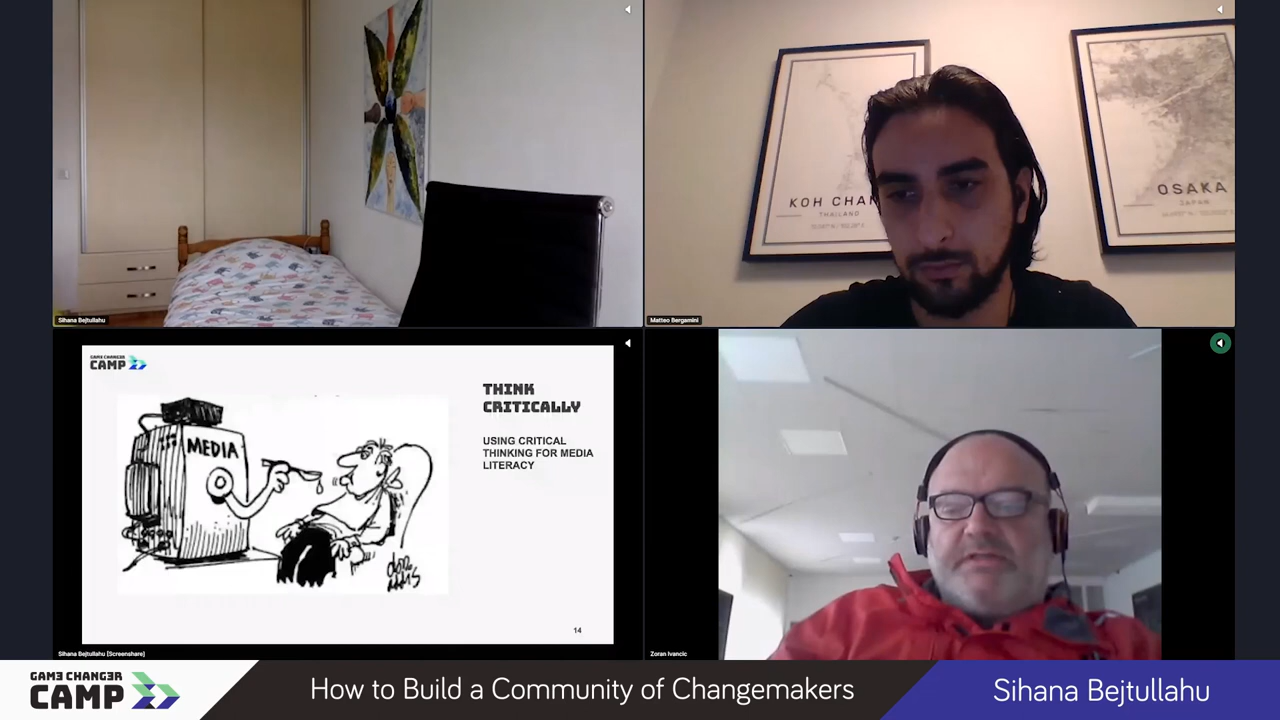 KOH CHAN
THAILAND
OSAKA
JAPAN
Sihana Bejtullahu
Matteo Bergamini
GAME CHANGER
CAMP
THINK
CRITICALLY
MEDIA
USING CRITICAL
THINKING FOR MEDIA
LITERACY
14
Sihana Bejtullahu [Screenshare]
Zoran Ivancic
GAME CHANGER
CAMP
How to Build a Community of Changemakers
Sihana Bejtullahu